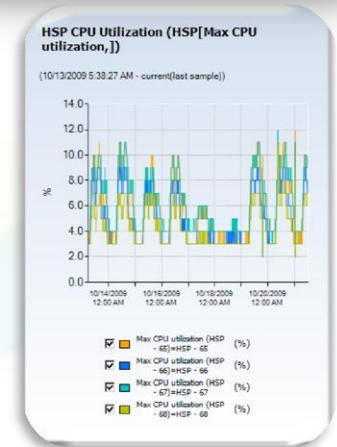 HSP CPU Utilization (HSP[Max CPU
utilization,])
(10/13/2009 5:38:27 AM - current(last sample))
14.0
12.0
10.0
8.0
6.0
4.0
2.0
0.0
%
10/14/2009 10/16/2009 10/18/2009 10/20/2009
12:00 AM 12:00 AM 12:00 AM 12:00 AM
Max CPU utilization (HSP (%)
- 65)=HSP - 65
Max CPU utilization (HSP (%)
- 66)=HSP - 66
Max CPU utilization (HSP (%)
- 67)=HSP - 67
Max CPU utilization (HSP (%)
- 68)=HSP - 68